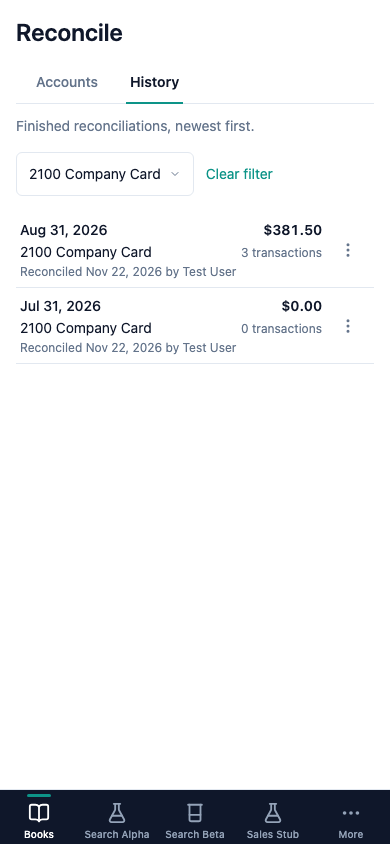 Reconcile
Accounts History
Finished reconciliations, newest first.
2100 Company Card Clear filter
Aug 31, 2026 $381.50
2100 Company Card 3 transactions
Reconciled Nov 22, 2026 by Test User
Jul 31, 2026 $0.00
2100 Company Card 0 transactions
Reconciled Nov 22, 2026 by Test User
Books Search Alpha Search Beta Sales Stub More